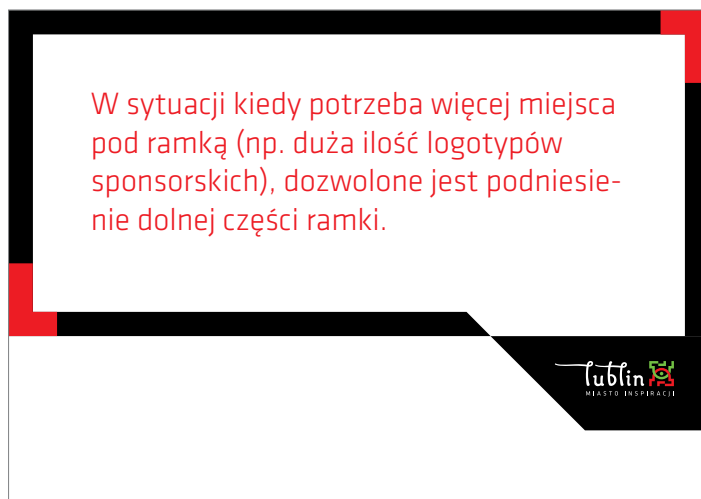 W sytuacji kiedy potrzeba więcej miejsca
pod ramką (np. duża ilość logotypów
sponsorskich), dozwolone jest podniesie-
nie dolnej części ramki.
lublin
MIASTO INSPIRACJI